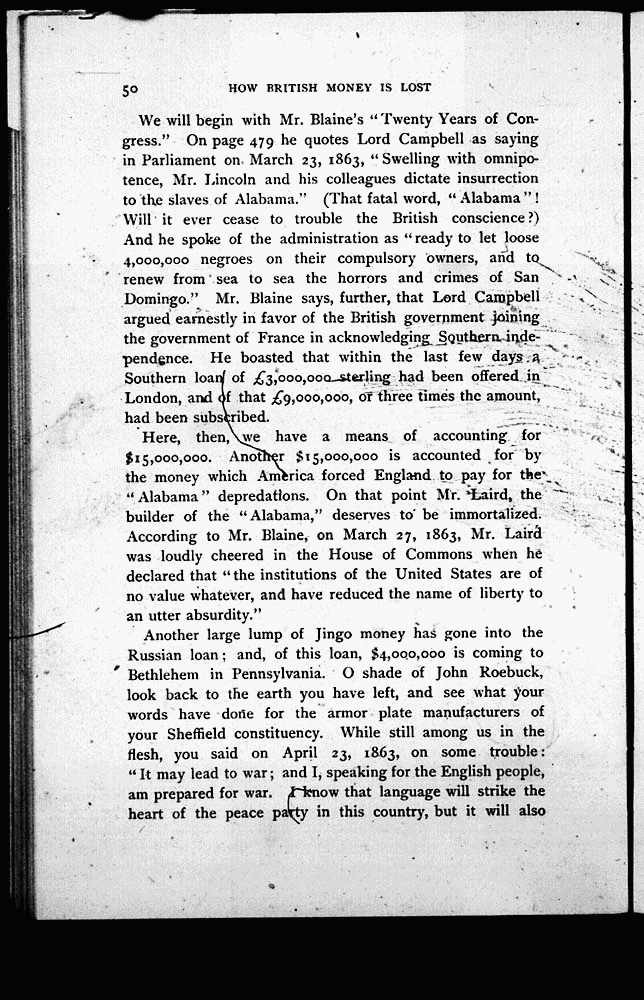 50
HOW BRITISH MONEY IS LOST
We will begin with Mr. Blaine's "Twenty Years of Con-
gress." On page 479 he quotes Lord Campbell as saying
in Parliament on March 23, 1863, "Swelling with omnipo-
tence, Mr. Lincoln and his colleagues dictate insurrection
to the slaves of Alabama." (That fatal word, "Alabama"!
Will it ever cease to trouble the British conscience?)
And he spoke of the administration as "ready to let loose
4,000,000 negroes on their compulsory owners, and to
renew from sea to sea the horrors and crimes of San
Domingo." Mr. Blaine says, further, that Lord Campbell
argued earnestly in favor of the British government joining
the government of France in acknowledging Southern inde-
pendence. He boasted that within the last few days a
Southern loan of £3,000,000 sterling had been offered in
London, and of that £9,000,000, or three times the amount,
had been subscribed.
Here, then, we have a means of accounting for
$15,000,000. Another $15,000,000 is accounted for by
the money which America forced England to pay for the
"Alabama" depredations. On that point Mr. Laird, the
builder of the "Alabama," deserves to be immortalized.
According to Mr. Blaine, on March 27, 1863, Mr. Laird
was loudly cheered in the House of Commons when he
declared that "the institutions of the United States are of
no value whatever, and have reduced the name of liberty to
an utter absurdity."
Another large lump of Jingo money has gone into the
Russian loan; and, of this loan, $4,000,000 is coming to
Bethlehem in Pennsylvania. O shade of John Roebuck,
look back to the earth you have left, and see what your
words have done for the armor plate manufacturers of
your Sheffield constituency. While still among us in the
flesh, you said on April 23, 1863, on some trouble:
"It may lead to war; and I, speaking for the English people,
am prepared for war. I know that language will strike the
heart of the peace party in this country, but it will also